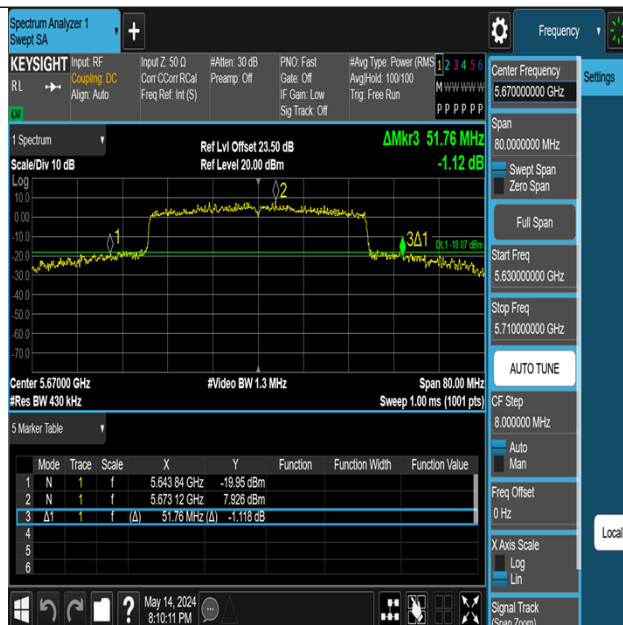 Spectrum Analyzer 1
Swept SA
Frequency
KEYSIGHT
RL
LXI
Input: RF
Coupling: DC
Align: Auto
Input Z: 50 Ω
Corr CCorr RCal
Freq Ref: Int (S)
#Atten: 30 dB
Preamp: Off
PNO: Fast
Gate: Off
IF Gain: Low
Sig Track: Off
#Avg Type: Power (RMS
Avg|Hold: 100/100
Trig: Free Run
1 2 3 4 5 6
M W W W W W
P P P P P P
1 Spectrum
Scale/Div 10 dB
Ref Lvl Offset 23.50 dB
Ref Level 20.00 dBm
ΔMkr3 51.76 MHz
-1.12 dB
Log
10.0
0.00
-10.0
-20.0
-30.0
-40.0
-50.0
-60.0
-70.0
1
2
3Δ1
DL1 -18.07 dBm
Center 5.67000 GHz
#Res BW 430 kHz
#Video BW 1.3 MHz
Span 80.00 MHz
Sweep 1.00 ms (1001 pts)
5 Marker Table
Mode Trace Scale X Y Function Function Width Function Value
1 N 1 f 5.643 84 GHz -19.95 dBm
2 N 1 f 5.673 12 GHz 7.926 dBm
3 Δ1 1 f (Δ) 51.76 MHz (Δ) -1.118 dB
4
5
6
May 14, 2024
8:10:11 PM
Center Frequency
5.670000000 GHz
Settings
Span
80.0000000 MHz
Swept Span
Zero Span
Full Span
Start Freq
5.630000000 GHz
Stop Freq
5.710000000 GHz
AUTO TUNE
CF Step
8.000000 MHz
Auto
Man
Freq Offset
0 Hz
Local
X Axis Scale
Log
Lin
Signal Track
(Span Zoom)